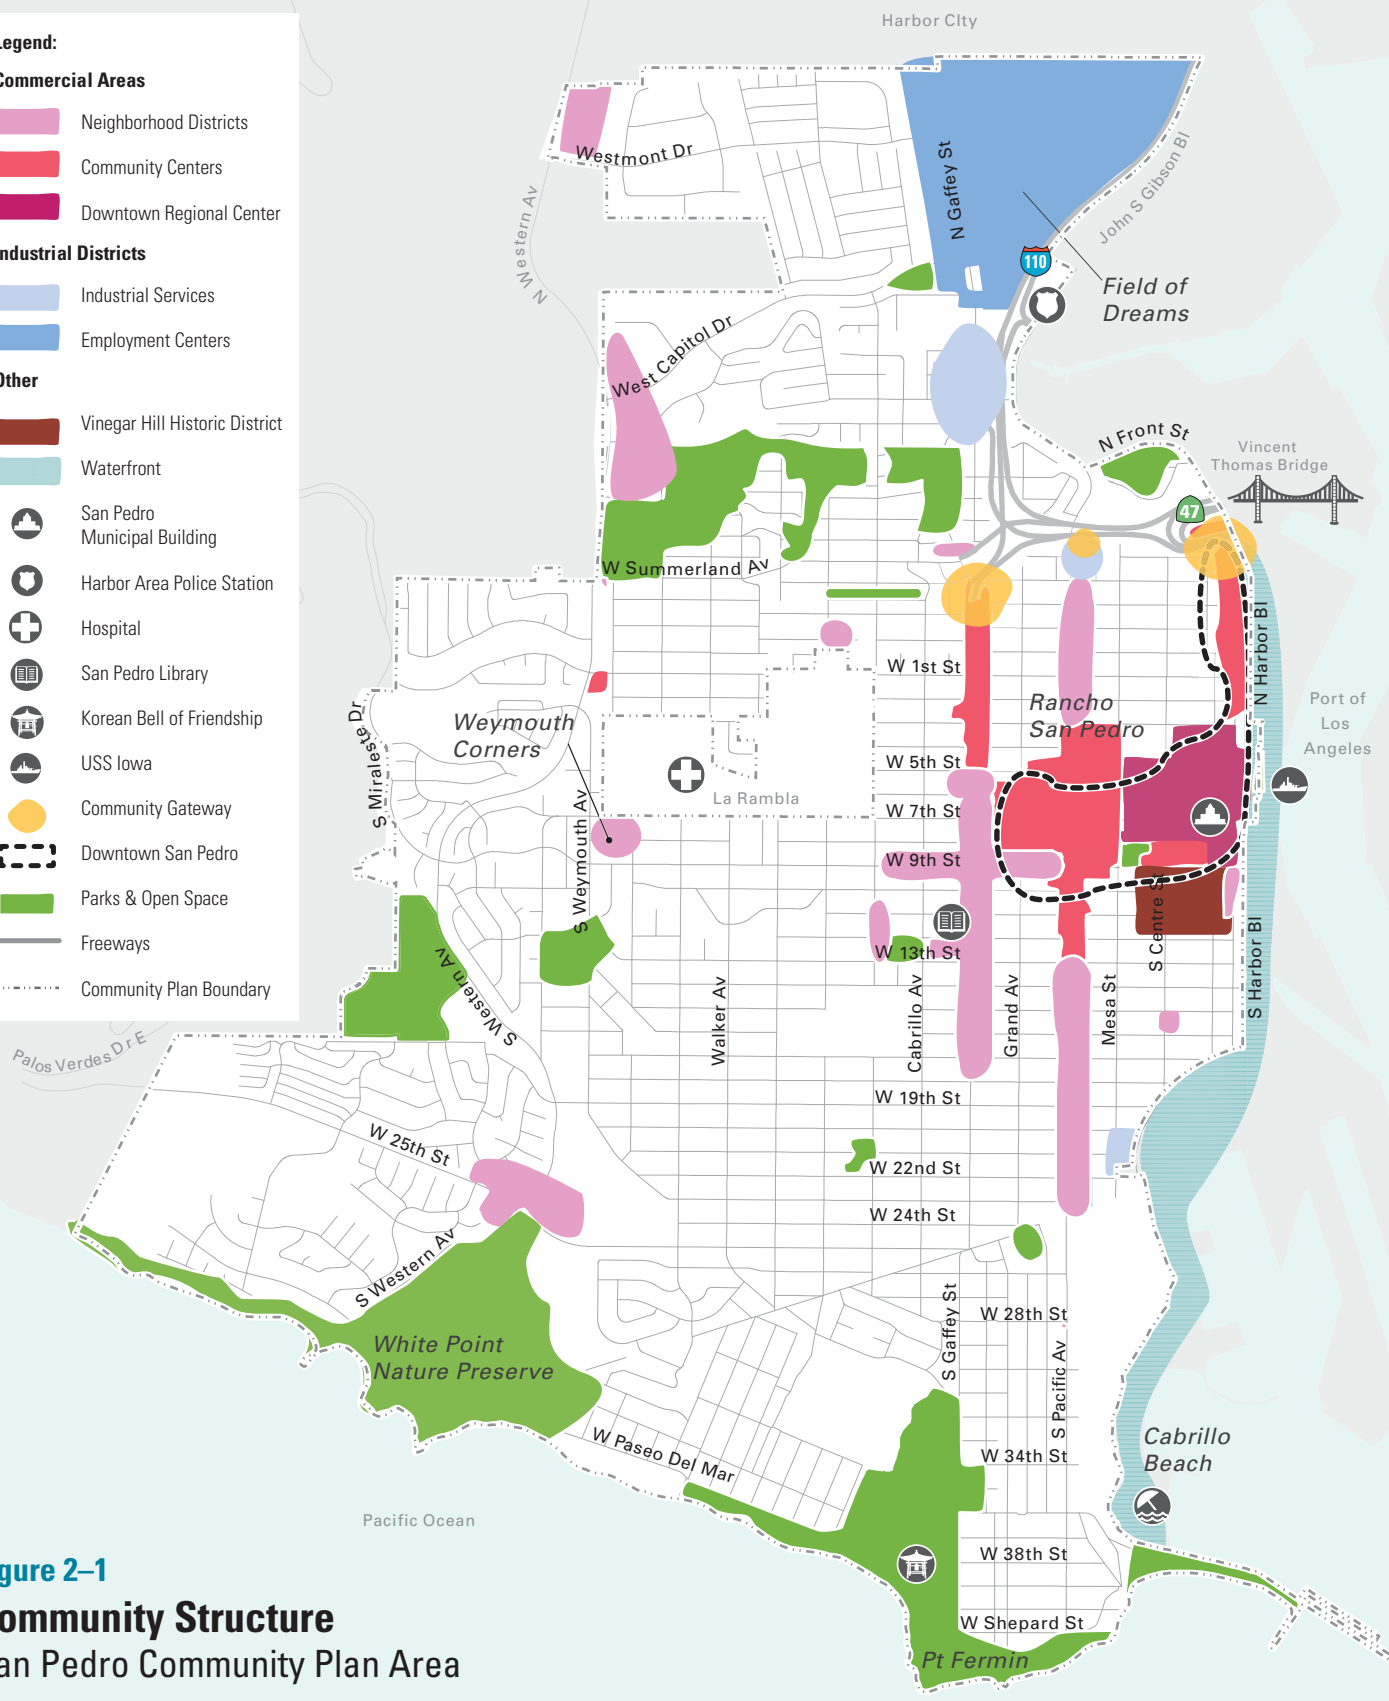 Legend:
Commercial Areas
Neighborhood Districts
Community Centers
Downtown Regional Center
Industrial Districts
Industrial Services
Employment Centers
Other
Vinegar Hill Historic District
Waterfront
San Pedro
Municipal Building
Harbor Area Police Station
Hospital
San Pedro Library
Korean Bell of Friendship
USS Iowa
Community Gateway
Downtown San Pedro
Parks & Open Space
Freeways
Community Plan Boundary
Harbor CIty
Westmont Dr
N Gaffey St
John S Gibson Bl
N Western Av
110
Field of
Dreams
West Capitol Dr
N Front St
Vincent
Thomas Bridge
47
W Summerland Av
N Harbor Bl
W 1st St
Rancho
San Pedro
Port of
Los
Angeles
S Miraleste Dr
Weymouth
Corners
W 5th St
La Rambla
W 7th St
S Weymouth Av
W 9th St
S Centre St
W 13th St
S Harbor Bl
S Western Av
Walker Av
Cabrillo Av
Grand Av
Mesa St
Palos Verdes Dr E
W 19th St
W 25th St
W 22nd St
W 24th St
S Western Av
S Gaffey St
W 28th St
White Point
Nature Preserve
S Pacific Av
W Paseo Del Mar
W 34th St
Cabrillo
Beach
Pacific Ocean
W 38th St
W Shepard St
Pt Fermin
gure 2–1
ommunity Structure
an Pedro Community Plan Area